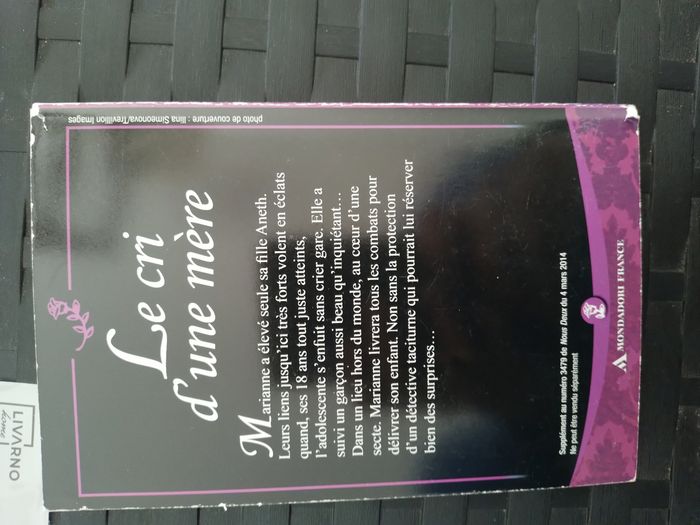 Le cri
d'une mère
Marianne a élevé seule sa fille Aneth.
Leurs liens jusqu'ici très forts volent en éclats
quand, ses 18 ans tout juste atteints,
l'adolescente s'enfuit sans crier gare. Elle a
suivi un garçon aussi beau qu'inquiétant…
Dans un lieu hors du monde, au cœur d'une
secte. Marianne livrera tous les combats pour
délivrer son enfant. Non sans la protection
d'un détective taciturne qui pourrait lui réserver
bien des surprises…
Supplément au numéro 3479 de Nous Deux du 4 mars 2014
Ne peut être vendu séparément
MONDADORI FRANCE
photo de couverture : Ilina Simeonova/Trevillion Images
LIVARNO
home